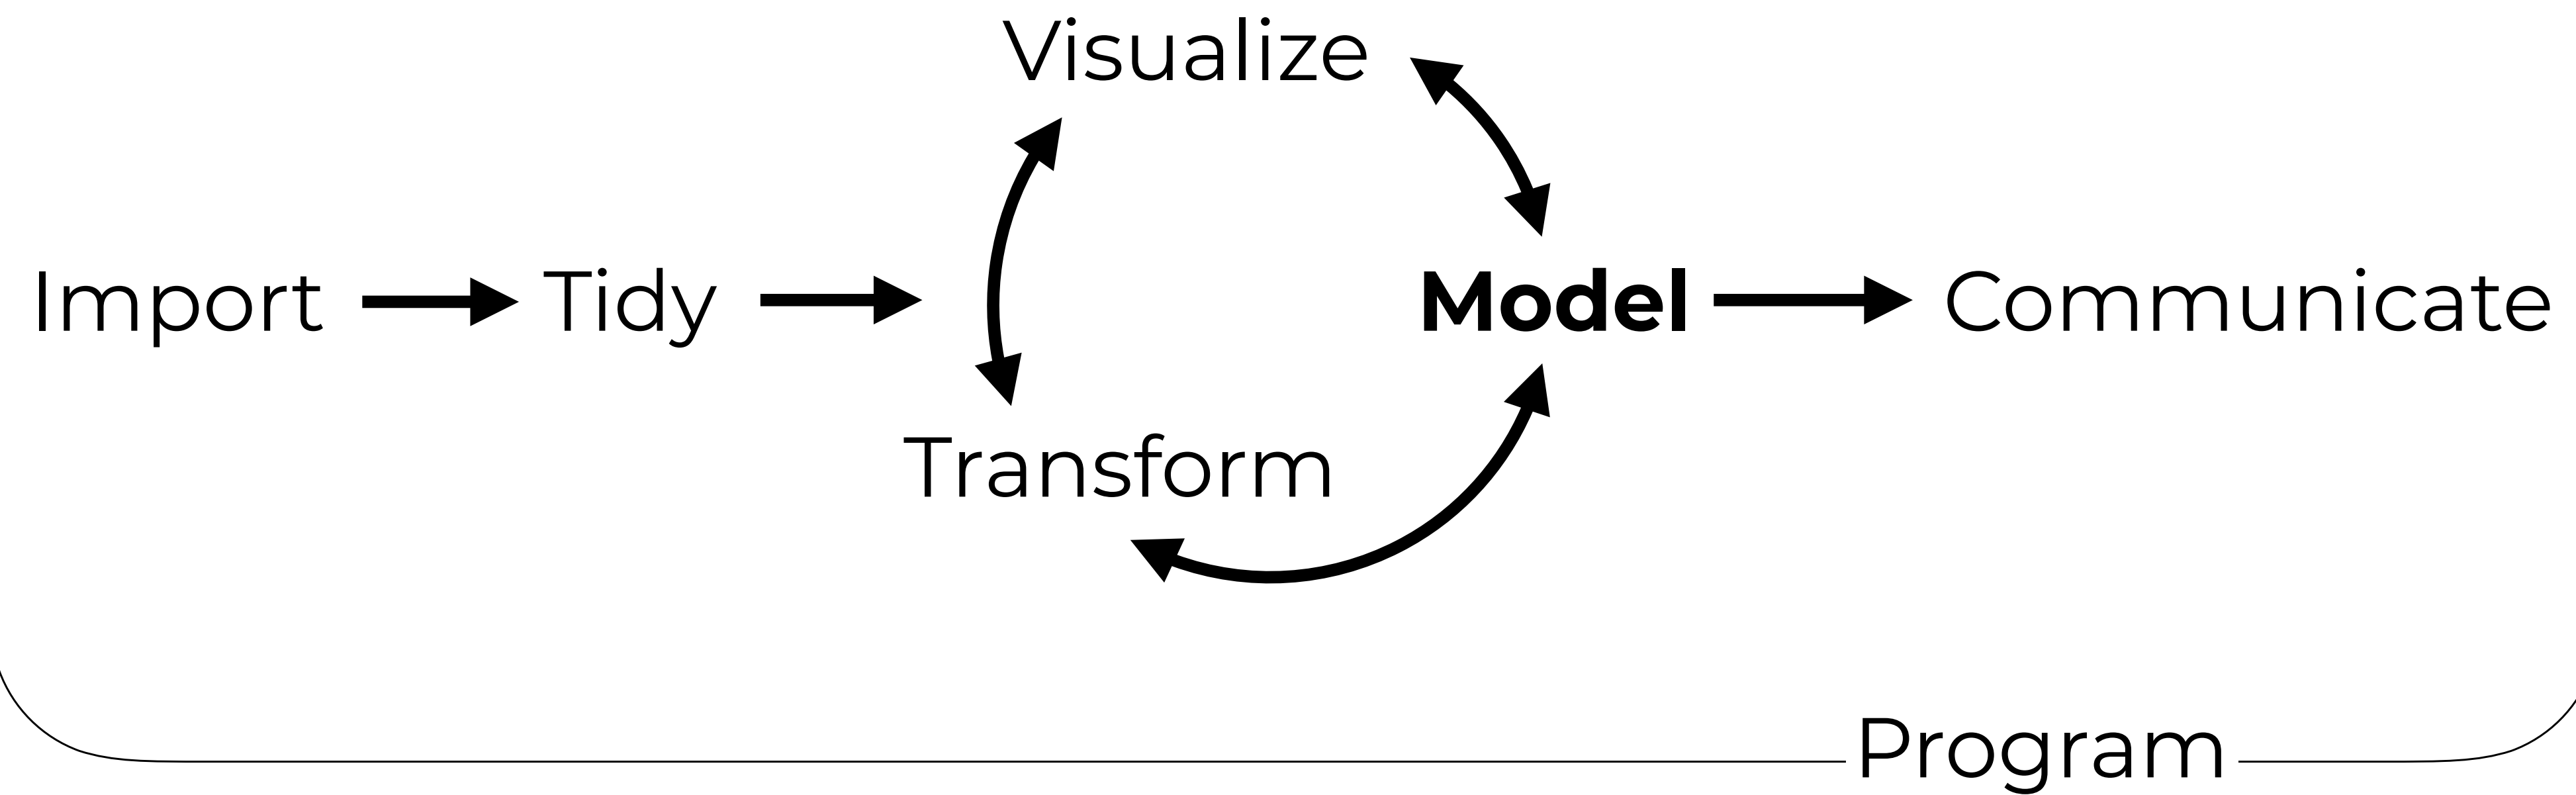 Visualize
Import
Tidy
Model
Communicate
Transform
Program